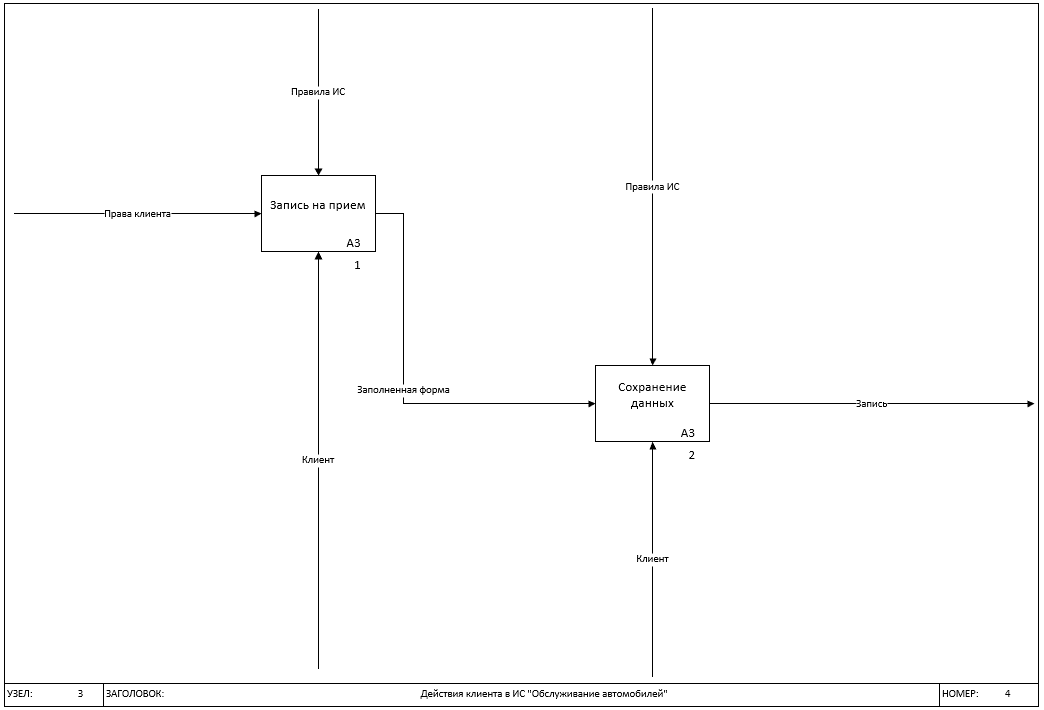 Правила ИС
Правила ИС
Запись на прием
Права клиента
А3
1
Сохранение
данных
Заполненная форма
Запись
А3
2
Клиент
Клиент
УЗЕЛ: 3 ЗАГОЛОВОК: Действия клиента в ИС "Обслуживание автомобилей" НОМЕР: 4